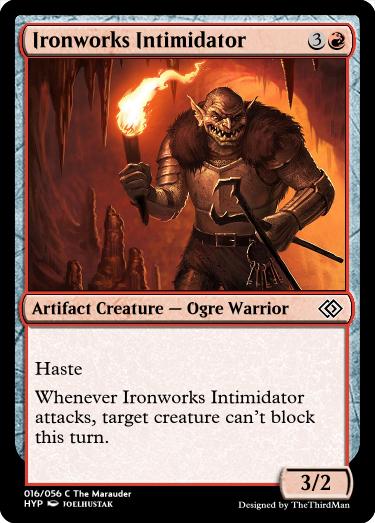 Ironworks Intimidator 3
Artifact Creature — Ogre Warrior
Haste
Whenever Ironworks Intimidator
attacks, target creature can't block
this turn.
3/2
016/056 C The Marauder
HYP JOELHUSTAK
Designed by TheThirdMan